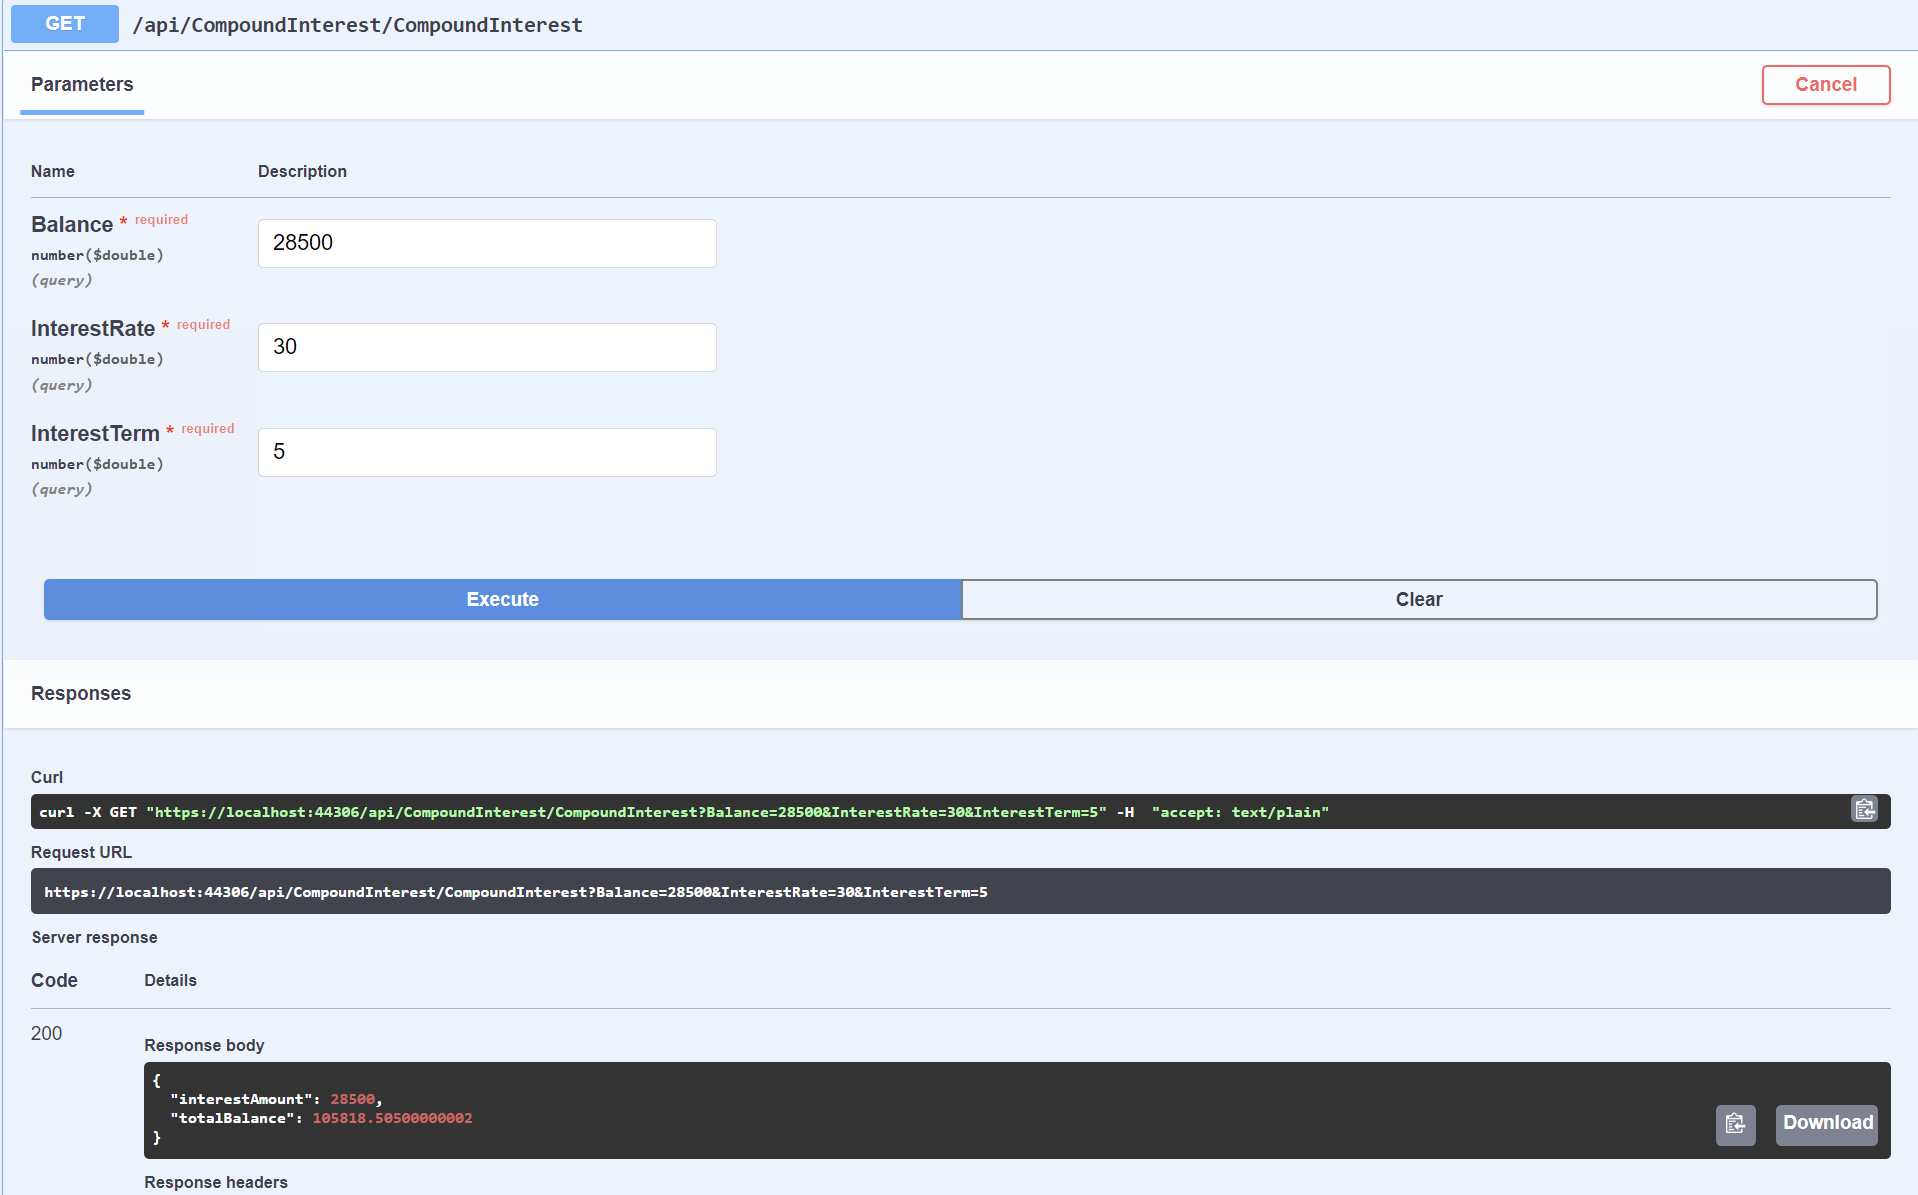 GET /api/CompoundInterest/CompoundInterest
Parameters
Cancel
Name Description
Balance * required
number($double)
(query)
28500
InterestRate * required
number($double)
(query)
30
InterestTerm * required
number($double)
(query)
5
Execute Clear
Responses
Curl
curl -X GET "https://localhost:44306/api/CompoundInterest/CompoundInterest?Balance=28500&InterestRate=30&InterestTerm=5" -H  "accept: text/plain"
Request URL
https://localhost:44306/api/CompoundInterest/CompoundInterest?Balance=28500&InterestRate=30&InterestTerm=5
Server response
Code Details
200
Response body
{
"interestAmount": 28500,
"totalBalance": 105818.50500000002
}
Download
Response headers